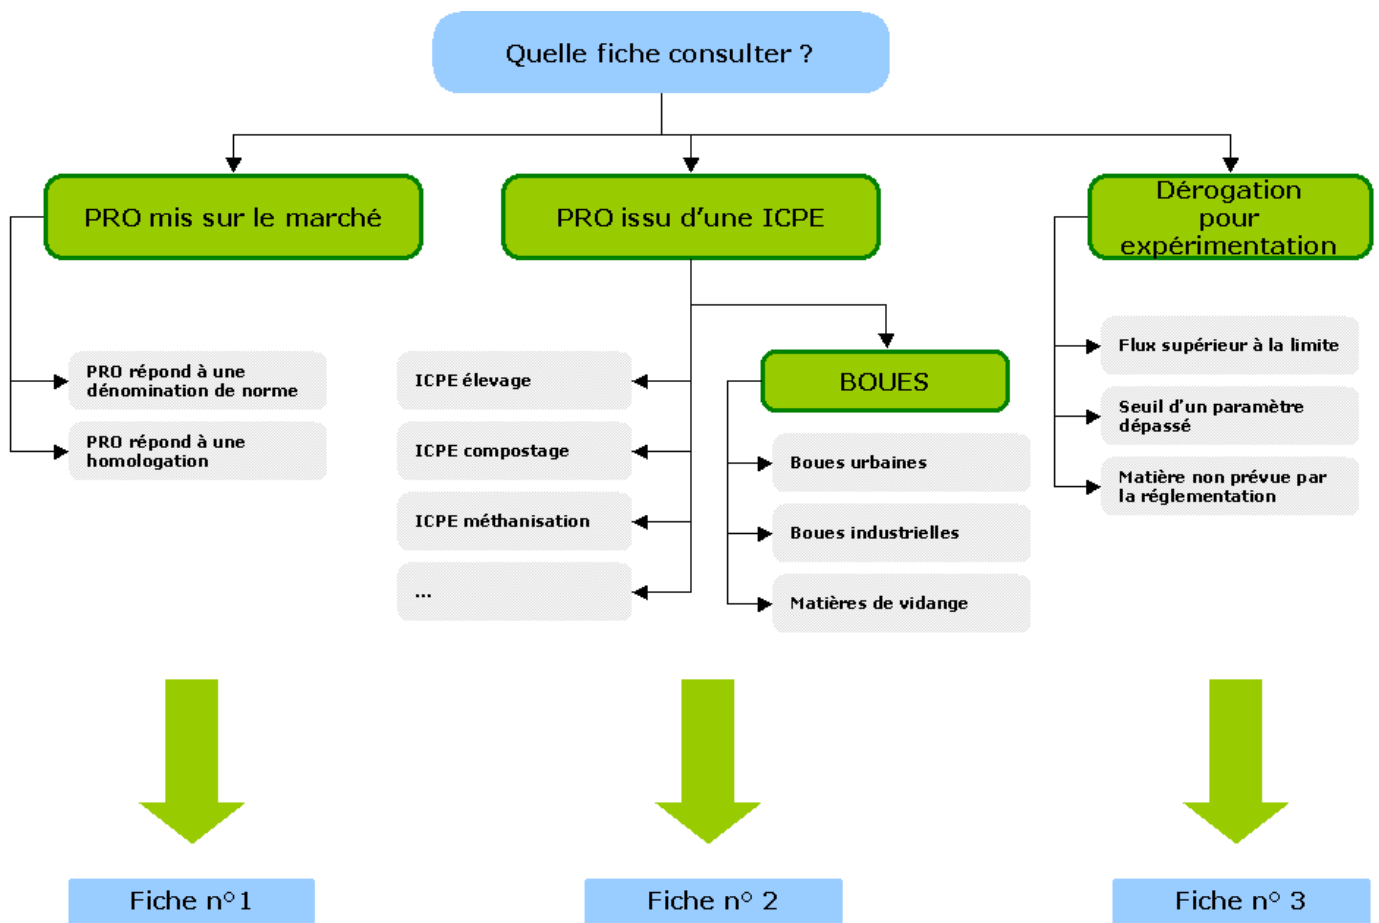 Quelle fiche consulter ?
PRO mis sur le marché
PRO issu d’une ICPE
Dérogation
pour
expérimentation
PRO répond à une
dénomination de norme
PRO répond à une
homologation
ICPE élevage
ICPE compostage
ICPE méthanisation
...
BOUES
Boues urbaines
Boues industrielles
Matières de vidange
Flux supérieur à la limite
Seuil d’un paramètre
dépassé
Matière non prévue par
la réglementation
Fiche n°1
Fiche n° 2
Fiche n° 3